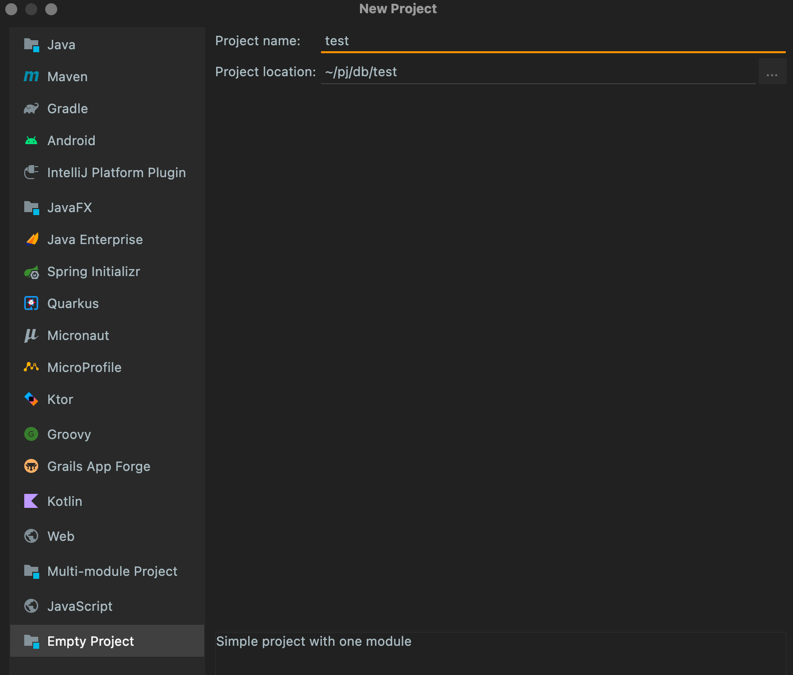 New Project
Java
Maven
Gradle
Android
IntelliJ Platform Plugin
JavaFX
Java Enterprise
Spring Initializr
Quarkus
Micronaut
MicroProfile
Ktor
Groovy
Grails App Forge
Kotlin
Web
Multi-module Project
JavaScript
Empty Project
Project name: test
Project location: ~/pj/db/test ...
Simple project with one module